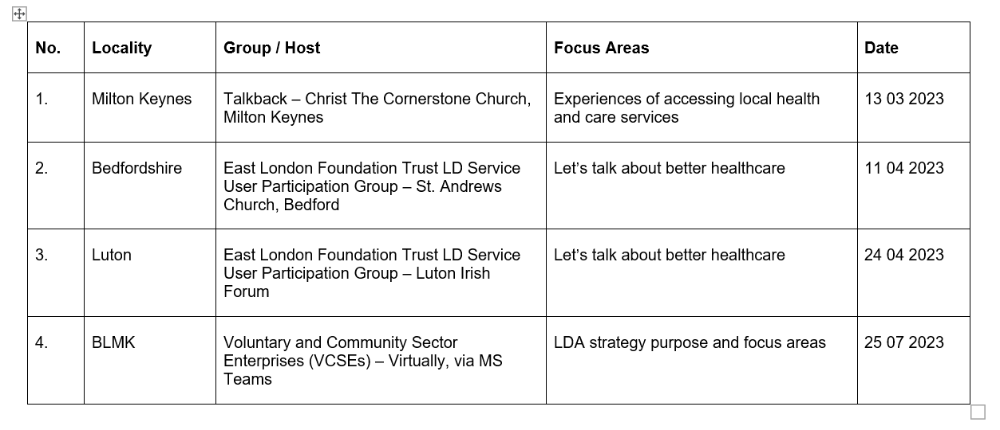 No. Locality Group / Host Focus Areas Date
1. Milton Keynes Talkback – Christ The Cornerstone Church, Experiences of accessing local health 13 03 2023
Milton Keynes and care services
2. Bedfordshire East London Foundation Trust LD Service Let’s talk about better healthcare 11 04 2023
User Participation Group – St. Andrews
Church, Bedford
3. Luton East London Foundation Trust LD Service Let’s talk about better healthcare 24 04 2023
User Participation Group – Luton Irish
Forum
4. BLMK Voluntary and Community Sector LDA strategy purpose and focus areas 25 07 2023
Enterprises (VCSEs) – Virtually, via MS
Teams